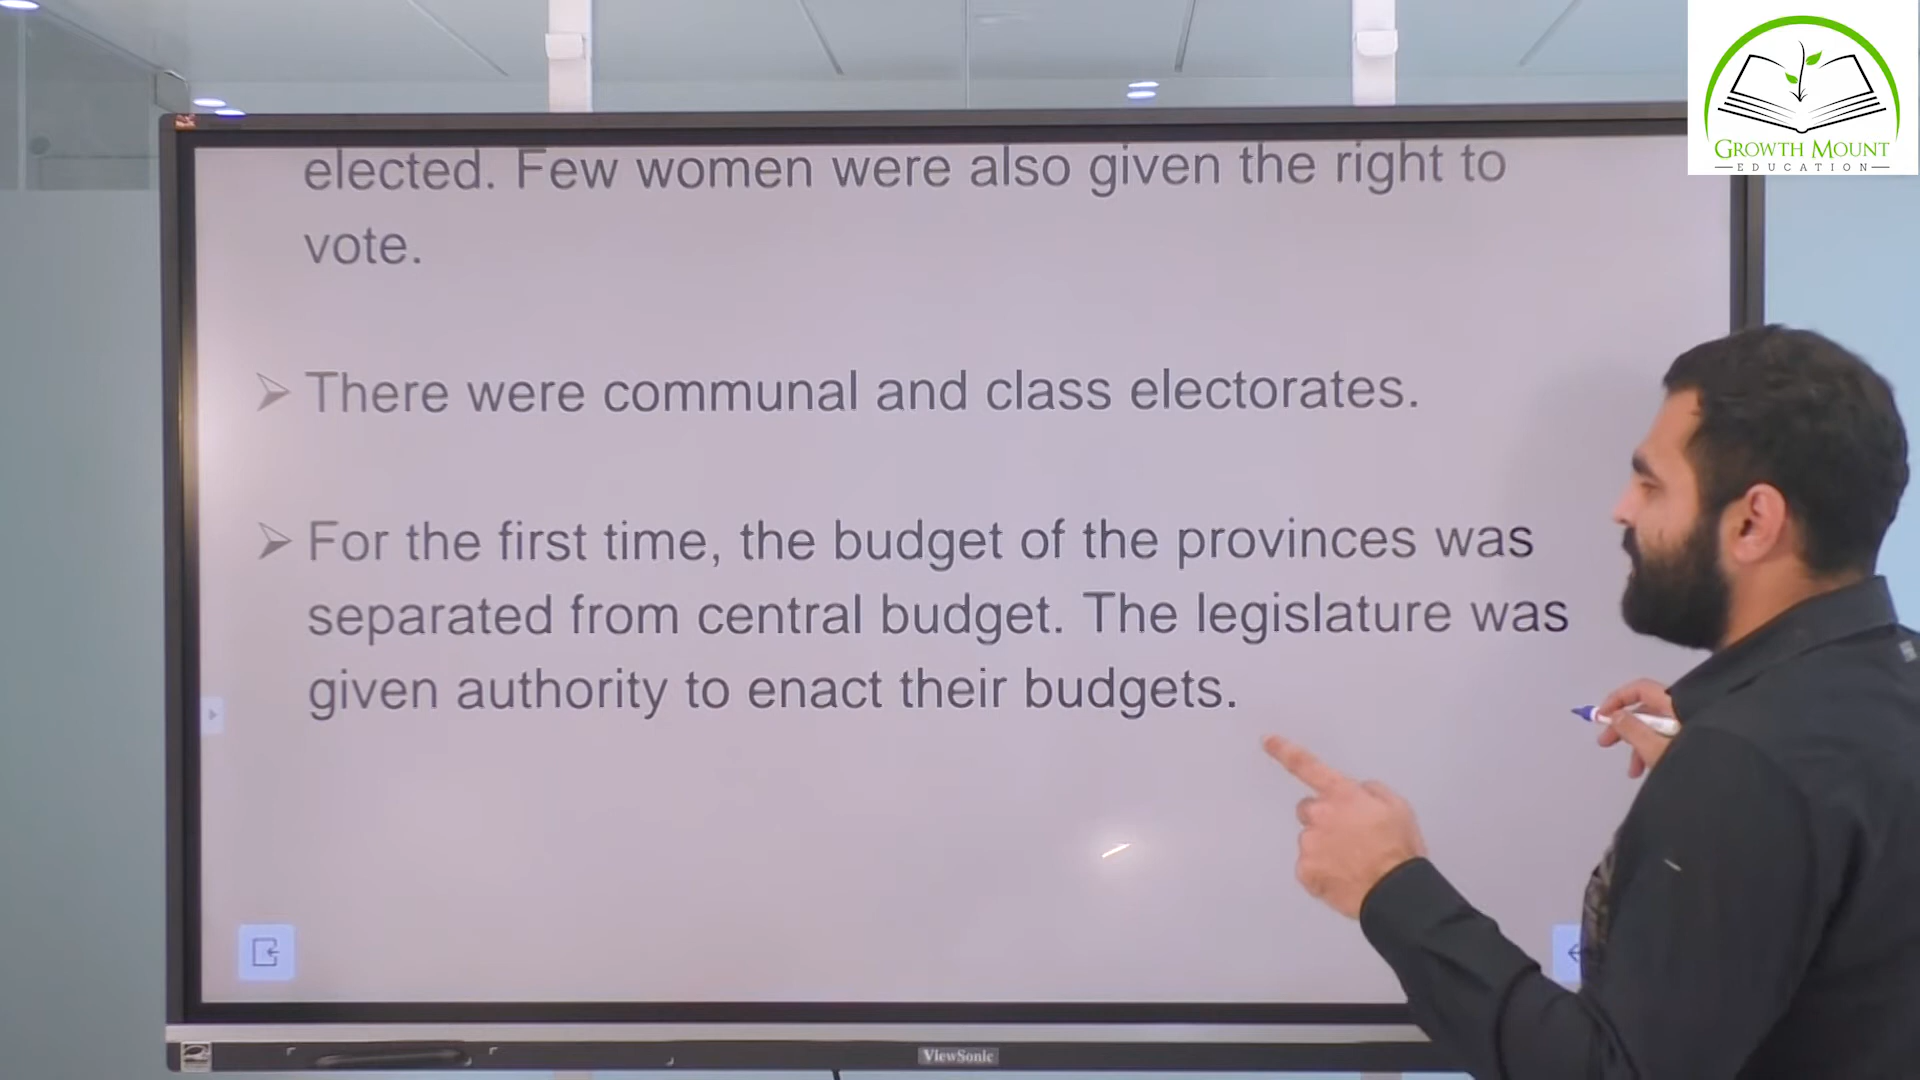 GROWTH MOUNT
EDUCATION
elected. Few women were also given the right to
vote.
There were communal and class electorates.
For the first time, the budget of the provinces was
separated from central budget. The legislature was
given authority to enact their budgets.
ViewSonic